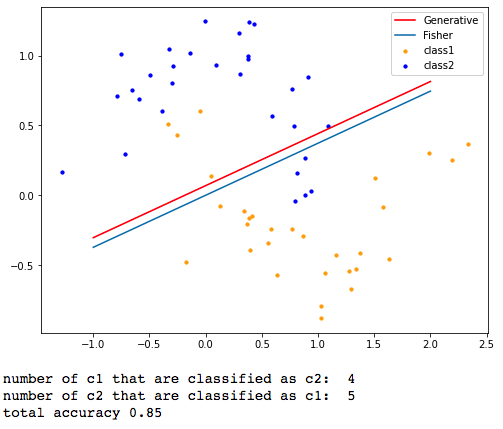 Generative
Fisher
class1
class2
1.0
0.5
0.0
−0.5
−1.0
−0.5
0.0
0.5
1.0
1.5
2.0
2.5
number of c1 that are classified as c2:  4
number of c2 that are classified as c1:  5
total accuracy 0.85